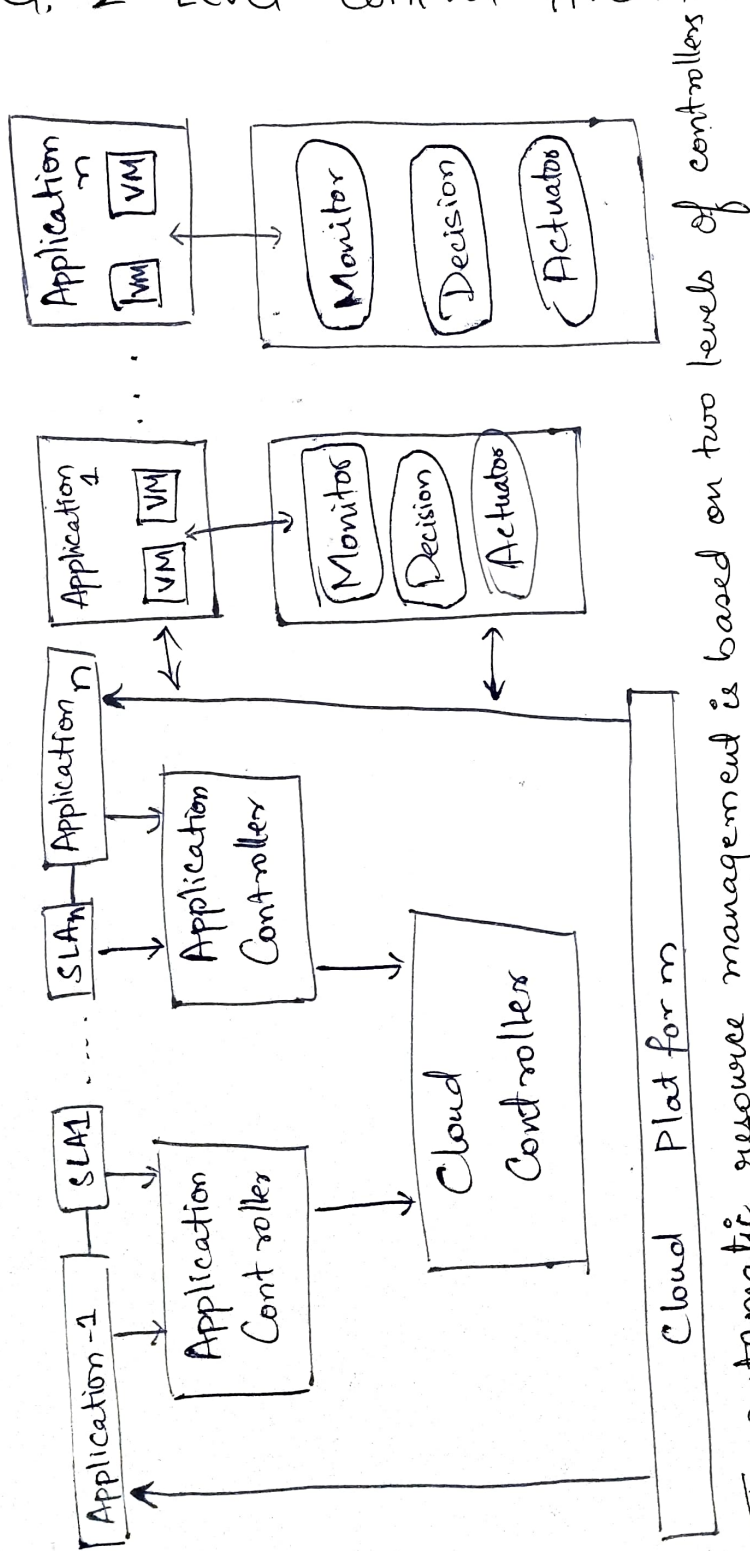 Application-1
SLA1
....
SLAn
Application n
Application
Controller
Application
Controller
Cloud
Controller
Cloud Platform
Application
1
VM
VM
Monitor
Decision
Actuator
...
Application
n
VM
VM
Monitor
Decision
Actuator
resource management is based on two levels of controllers